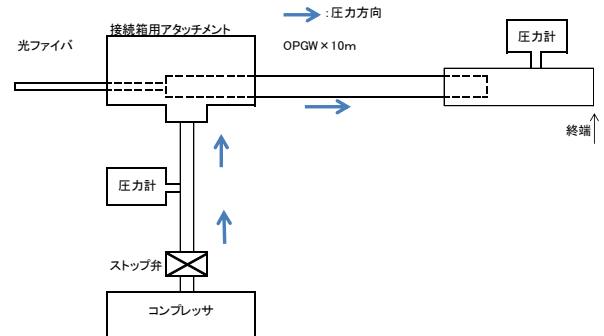 :圧力方向
接続箱用アタッチメント
光ファイバ
OPGW×10m
圧力計
終端
圧力計
ストップ弁
コンプレッサ